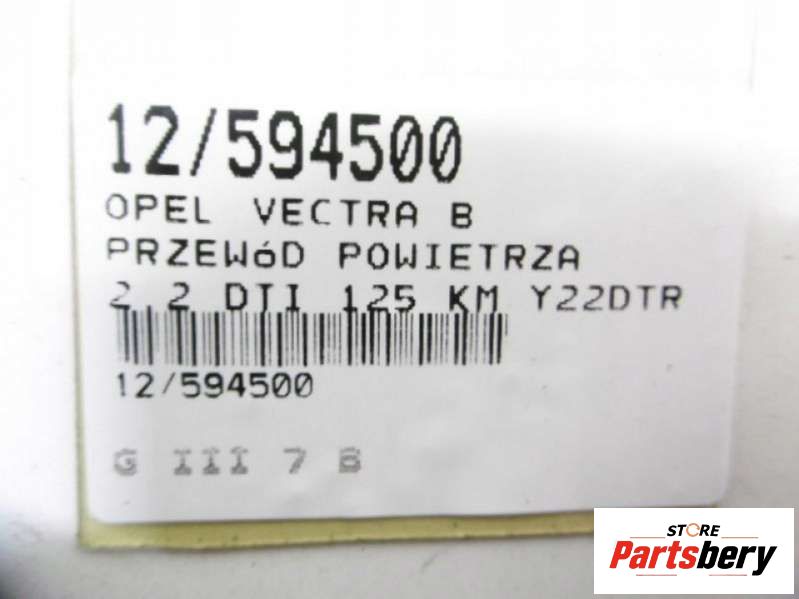 12/594500
OPEL VECTRA B
PRZEWóD POWIETRZA
2.2 DTI 125 KM Y22DTR
12/594500
G III 7 B
STORE
Partsbery